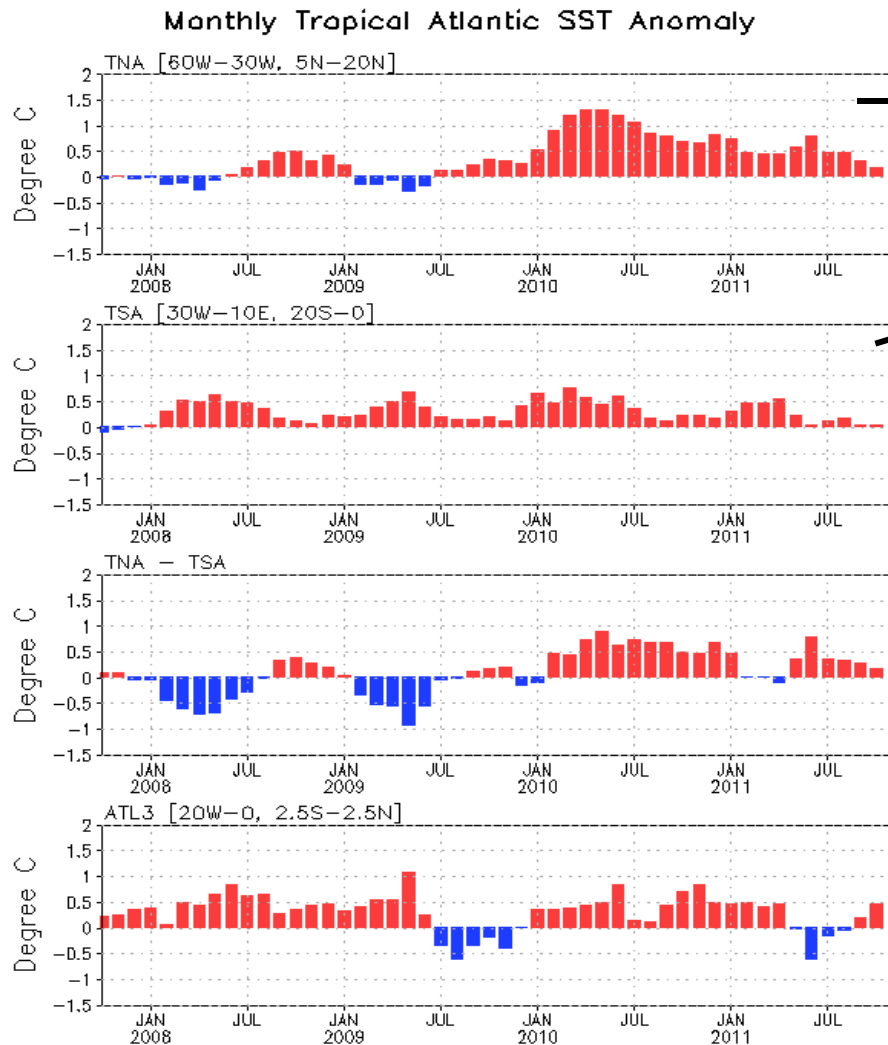 Monthly Tropical Atlantic SST Anomaly
TNA [60W-30W, 5N-20N]
Degree C
2
1.5
1
0.5
0
-0.5
-1
-1.5
JAN JUL JAN JUL JAN JUL JAN JUL
2008 2009 2010 2011
TSA [30W-10E, 20S-0]
Degree C
2
1.5
1
0.5
0
-0.5
-1
-1.5
JAN JUL JAN JUL JAN JUL JAN JUL
2008 2009 2010 2011
TNA - TSA
Degree C
2
1.5
1
0.5
0
-0.5
-1
-1.5
JAN JUL JAN JUL JAN JUL JAN JUL
2008 2009 2010 2011
ATL3 [20W-0, 2.5S-2.5N]
Degree C
2
1.5
1
0.5
0
-0.5
-1
-1.5
JAN JUL JAN JUL JAN JUL JAN JUL
2008 2009 2010 2011